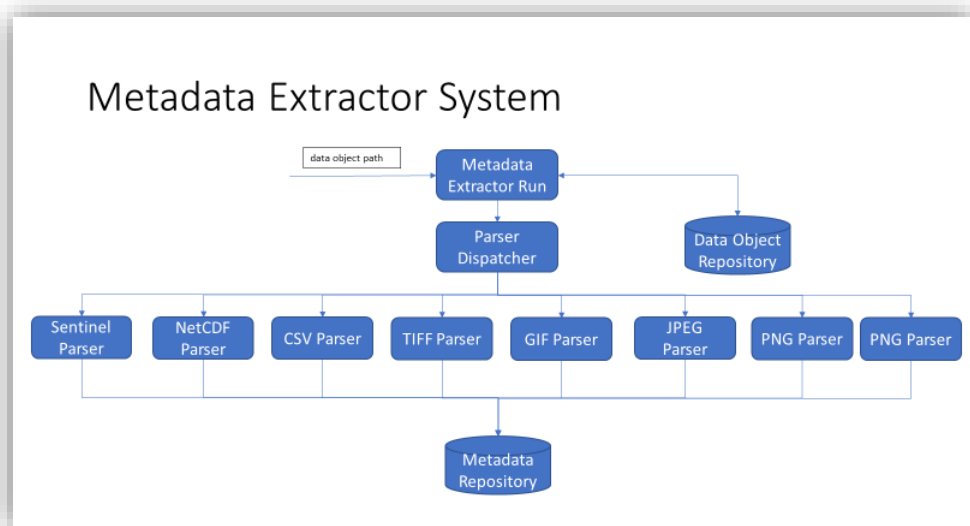 Metadata Extractor System
data object path
Metadata
Extractor Run
Parser
Dispatcher
Data Object
Repository
Sentinel
Parser
NetCDF
Parser
CSV Parser
TIFF Parser
GIF Parser
JPEG
Parser
PNG Parser
PNG Parser
Metadata
Repository